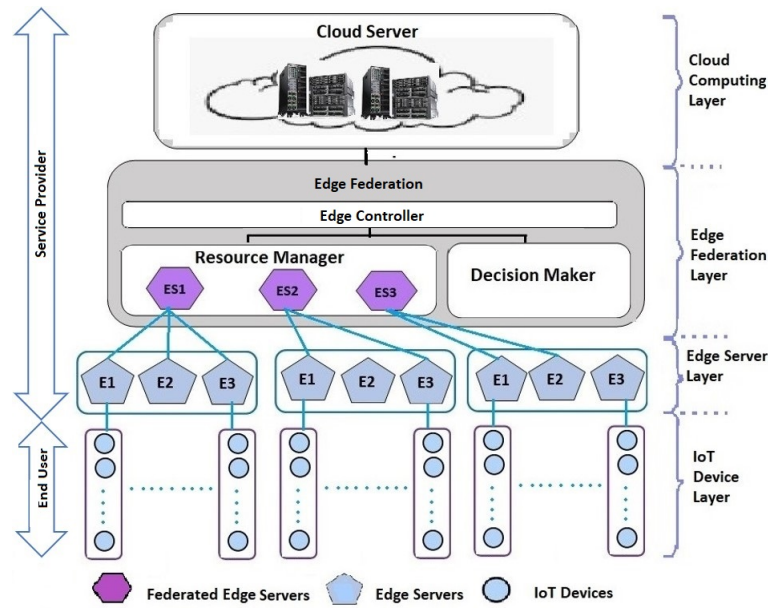 Cloud Server
Cloud
Computing
Layer
Service Provider
Edge Federation
Edge Controller
Resource Manager
Decision Maker
ES1
ES2
ES3
Edge
Federation
Layer
E1
E2
E3
E1
E2
E3
E1
E2
E3
Edge Server
Layer
End User
IoT
Device
Layer
Federated Edge Servers
Edge Servers
IoT Devices